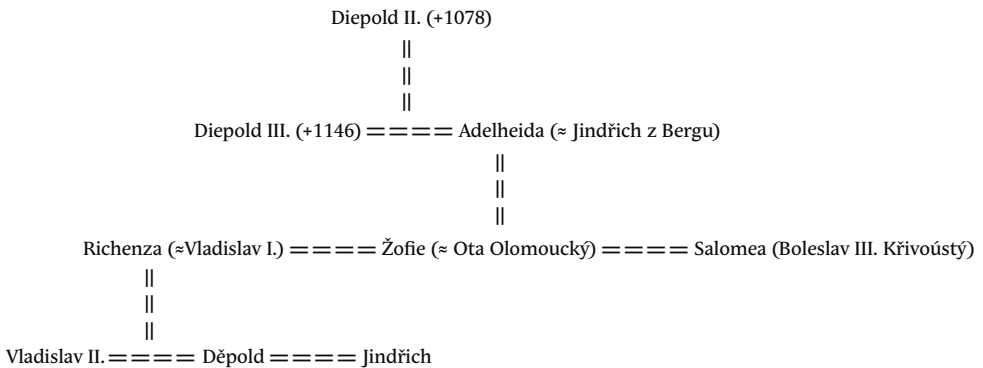 Diepold II. (+1078)
||
||
||
Diepold III. (+1146) ==== Adelheida (≈ Jindřich z Bergu)
||
||
||
Richenza (≈Vladislav I.) ==== Žofie (≈ Ota Olomoucký) ==== Salomea (Boleslav III. Křivoústý)
||
||
||
Vladislav II. ==== Děpold ==== Jindřich